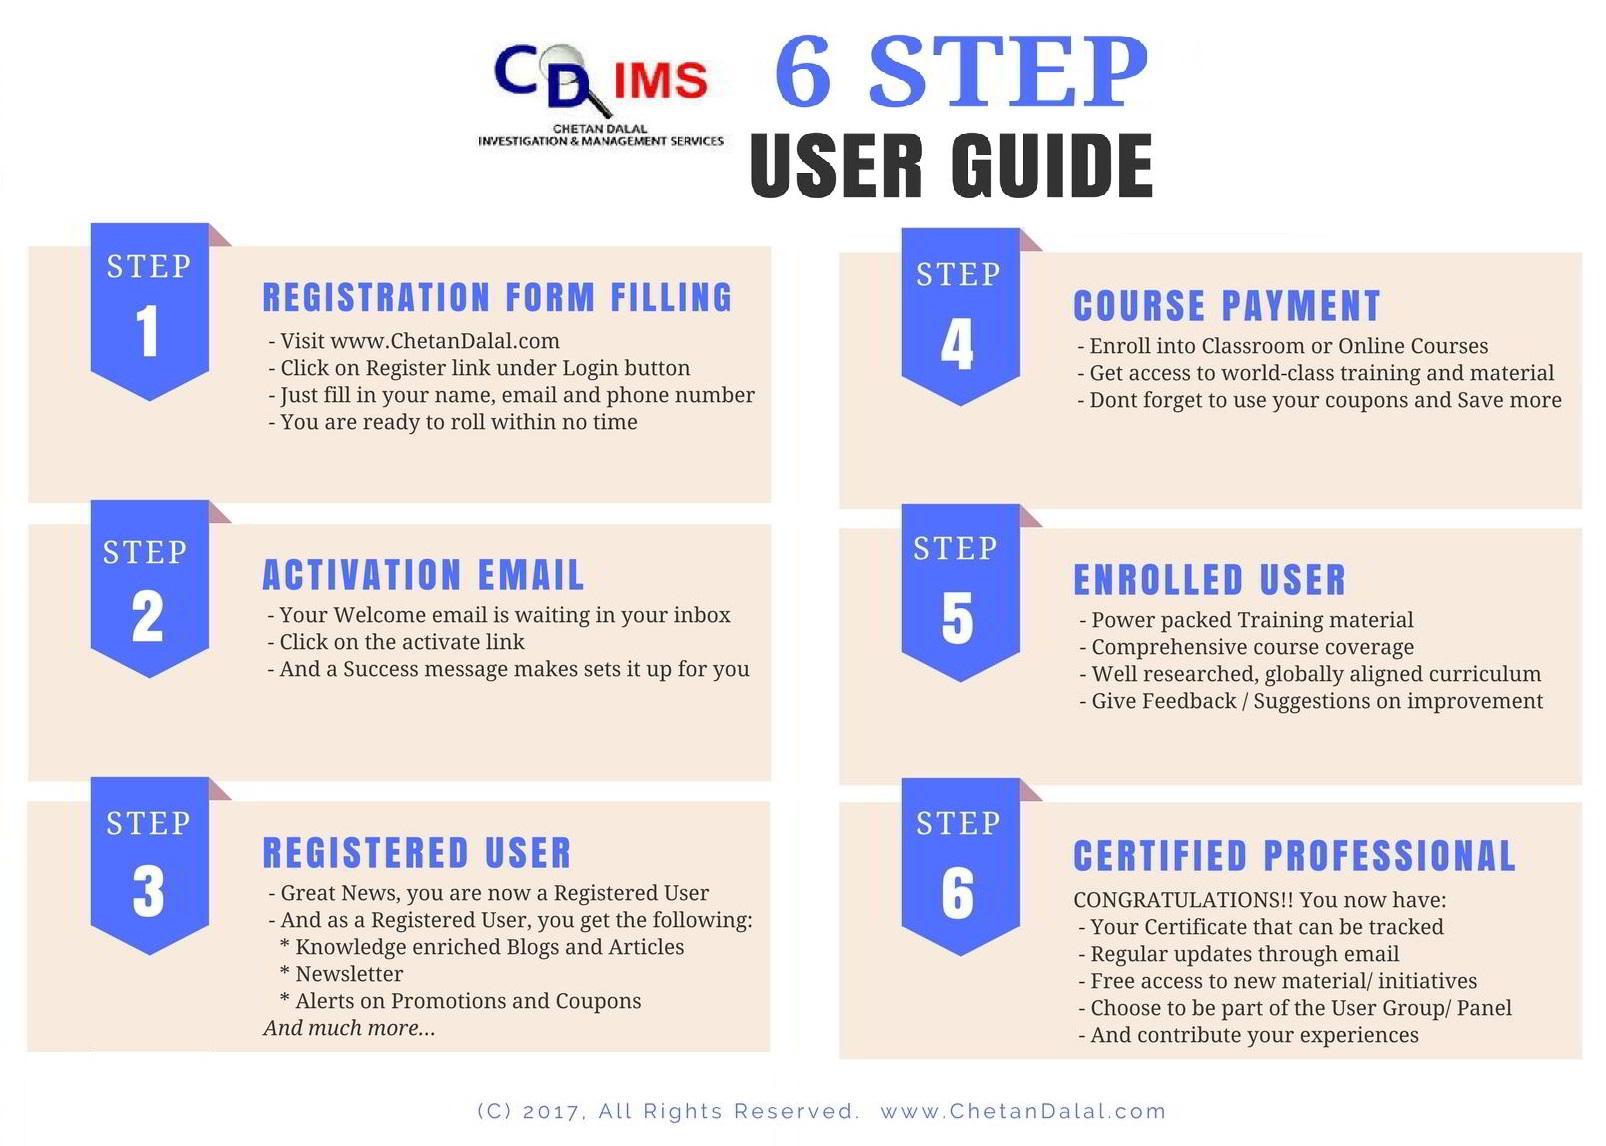 CD IMS
CHETAN DALAL
INVESTIGATION & MANAGEMENT SERVICES
6 STEP
USER GUIDE
STEP
1
REGISTRATION FORM FILLING
- Visit www.ChetanDalal.com
- Click on Register link under Login button
- Just fill in your name, email and phone number
- You are ready to roll within no time
STEP
2
ACTIVATION EMAIL
- Your Welcome email is waiting in your inbox
- Click on the activate link
- And a Success message makes sets it up for you
STEP
3
REGISTERED USER
- Great News, you are now a Registered User
- And as a Registered User, you get the following:
* Knowledge enriched Blogs and Articles
* Newsletter
* Alerts on Promotions and Coupons
And much more...
STEP
4
COURSE PAYMENT
- Enroll into Classroom or Online Courses
- Get access to world-class training and material
- Dont forget to use your coupons and Save more
STEP
5
ENROLLED USER
- Power packed Training material
- Comprehensive course coverage
- Well researched, globally aligned curriculum
- Give Feedback / Suggestions on improvement
STEP
6
CERTIFIED PROFESSIONAL
CONGRATULATIONS!! You now have:
- Your Certificate that can be tracked
- Regular updates through email
- Free access to new material/ initiatives
- Choose to be part of the User Group/ Panel
- And contribute your experiences
(C) 2017, All Rights Reserved. www.ChetanDalal.com